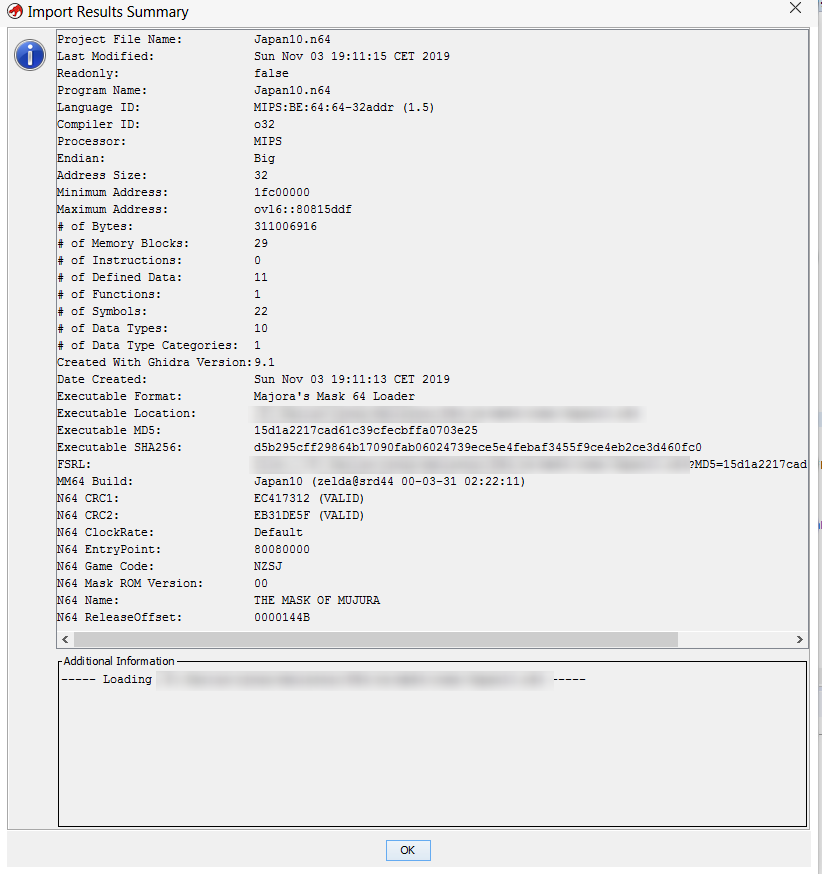 Import Results Summary
Project File Name: Japan10.n64
Last Modified: Sun Nov 03 19:11:15 CET 2019
Readonly: false
Program Name: Japan10.n64
Language ID: MIPS:BE:64:64-32addr (1.5)
Compiler ID: o32
Processor: MIPS
Endian: Big
Address Size: 32
Minimum Address: 1fc00000
Maximum Address: ovl6::80815ddf
# of Bytes: 311006916
# of Memory Blocks: 29
# of Instructions: 0
# of Defined Data: 11
# of Functions: 1
# of Symbols: 22
# of Data Types: 10
# of Data Type Categories: 1
Created With Ghidra Version: 9.1
Date Created: Sun Nov 03 19:11:13 CET 2019
Executable Format: Majora's Mask 64 Loader
Executable Location:
Executable MD5: 15d1a2217cad61c39cfecbffa0703e25
Executable SHA256: d5b295cff29864b17090fab06024739ece5e4febaf3455f9ce4eb2ce3d460fc0
FSRL: ?MD5=15d1a2217cad
MM64 Build: Japan10 (zelda@srd44 00-03-31 02:22:11)
N64 CRC1: EC417312 (VALID)
N64 CRC2: EB31DE5F (VALID)
N64 ClockRate: Default
N64 EntryPoint: 80080000
N64 Game Code: NZSJ
N64 Mask ROM Version: 00
N64 Name: THE MASK OF MUJURA
N64 ReleaseOffset: 0000144B
Additional Information
----- Loading -----
OK